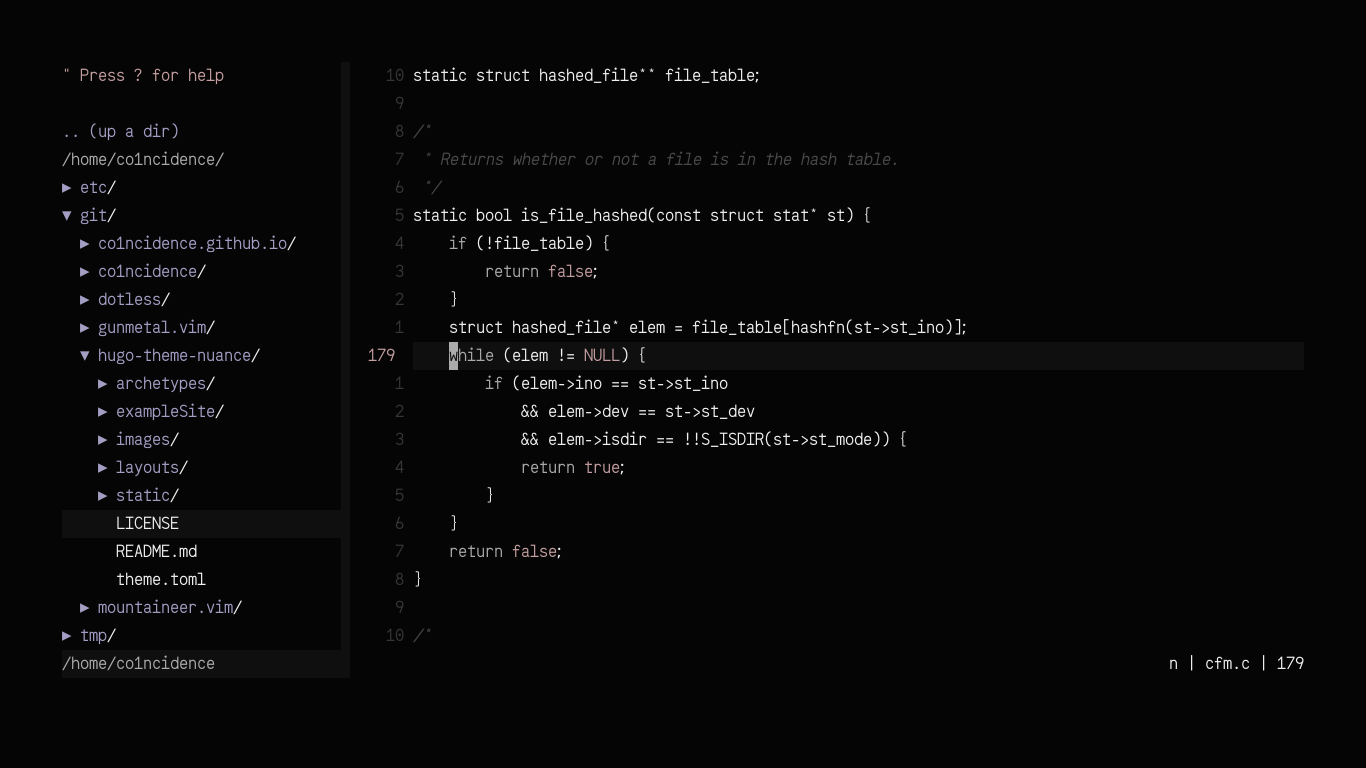 " Press ? for help
.. (up a dir)
/home/co1ncidence/
▶ etc/
▼ git/
  ▶ co1ncidence.github.io/
  ▶ co1ncidence/
  ▶ dotless/
  ▶ gunmetal.vim/
  ▼ hugo-theme-nuance/
    ▶ archetypes/
    ▶ exampleSite/
    ▶ images/
    ▶ layouts/
    ▶ static/
      LICENSE
      README.md
      theme.toml
  ▶ mountaineer.vim/
▶ tmp/
/home/co1ncidence
10 static struct hashed_file** file_table;
9
8 /*
7  * Returns whether or not a file is in the hash table.
6  */
5 static bool is_file_hashed(const struct stat* st) {
4     if (!file_table) {
3         return false;
2     }
1     struct hashed_file* elem = file_table[hashfn(st->st_ino)];
179     while (elem != NULL) {
1         if (elem->ino == st->st_ino
2             && elem->dev == st->st_dev
3             && elem->isdir == !!S_ISDIR(st->st_mode)) {
4             return true;
5         }
6     }
7     return false;
8 }
9
10 /*
n | cfm.c | 179